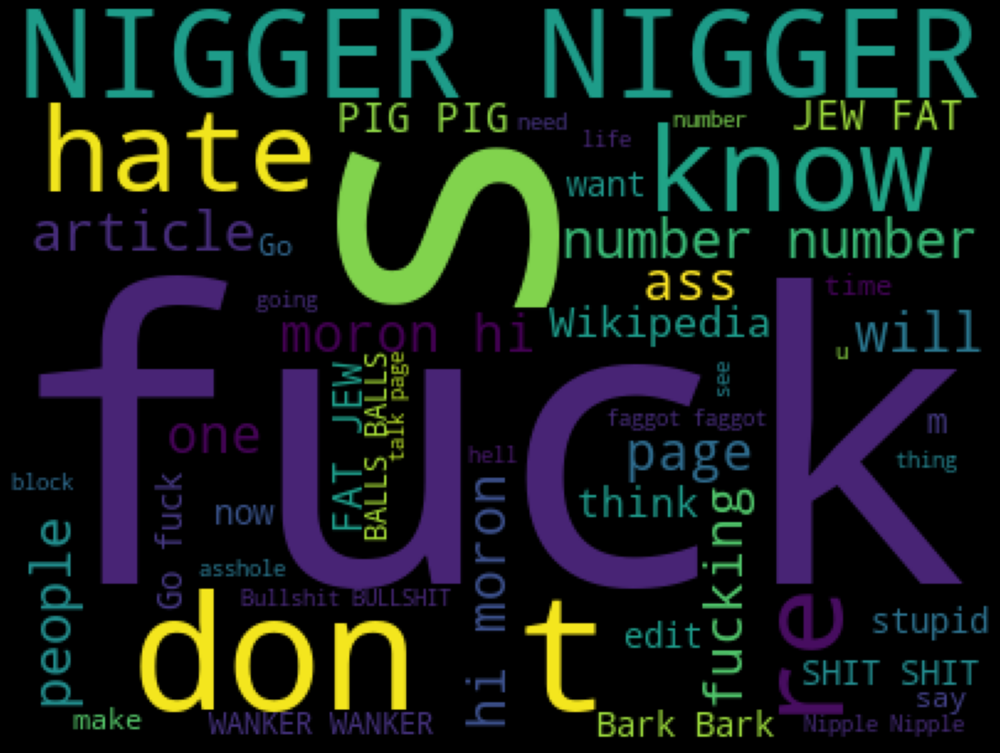 NIGGER NIGGER
hate
PIG PIG
need
number
JEW FAT
life
know
want
article
Go
s
number number
ass
time
going
moron hi
Wikipedia
will
u
fuck
FAT JEW
BALLS BALLS
talk page
see
one
faggot faggot
m
page
hell
thing
block
Go fuck
now
think
fucking
people
asshole
hi moron
Bullshit BULLSHIT
don
t
edit
re
stupid
SHIT SHIT
say
make
WANKER WANKER
Bark Bark
Nipple Nipple